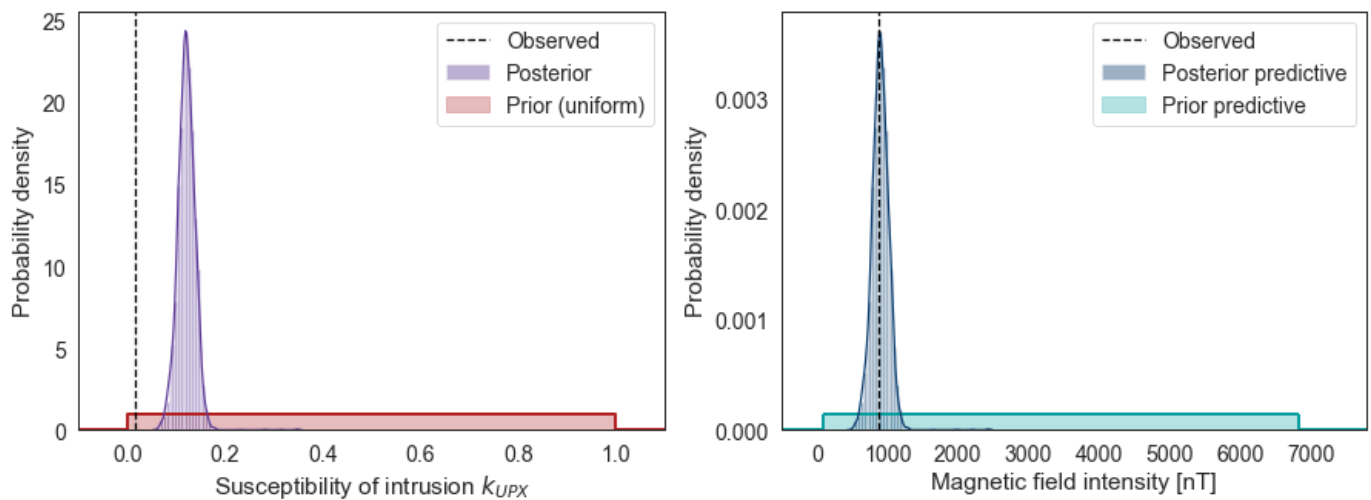 25
20
15
10
5
0
Probability density
0.0 0.2 0.4 0.6 0.8 1.0
Susceptibility of intrusion k_UPX
Observed
Posterior
Prior (uniform)
0.003
0.002
0.001
0.000
Probability density
0 1000 2000 3000 4000 5000 6000 7000
Magnetic field intensity [nT]
Observed
Posterior predictive
Prior predictive